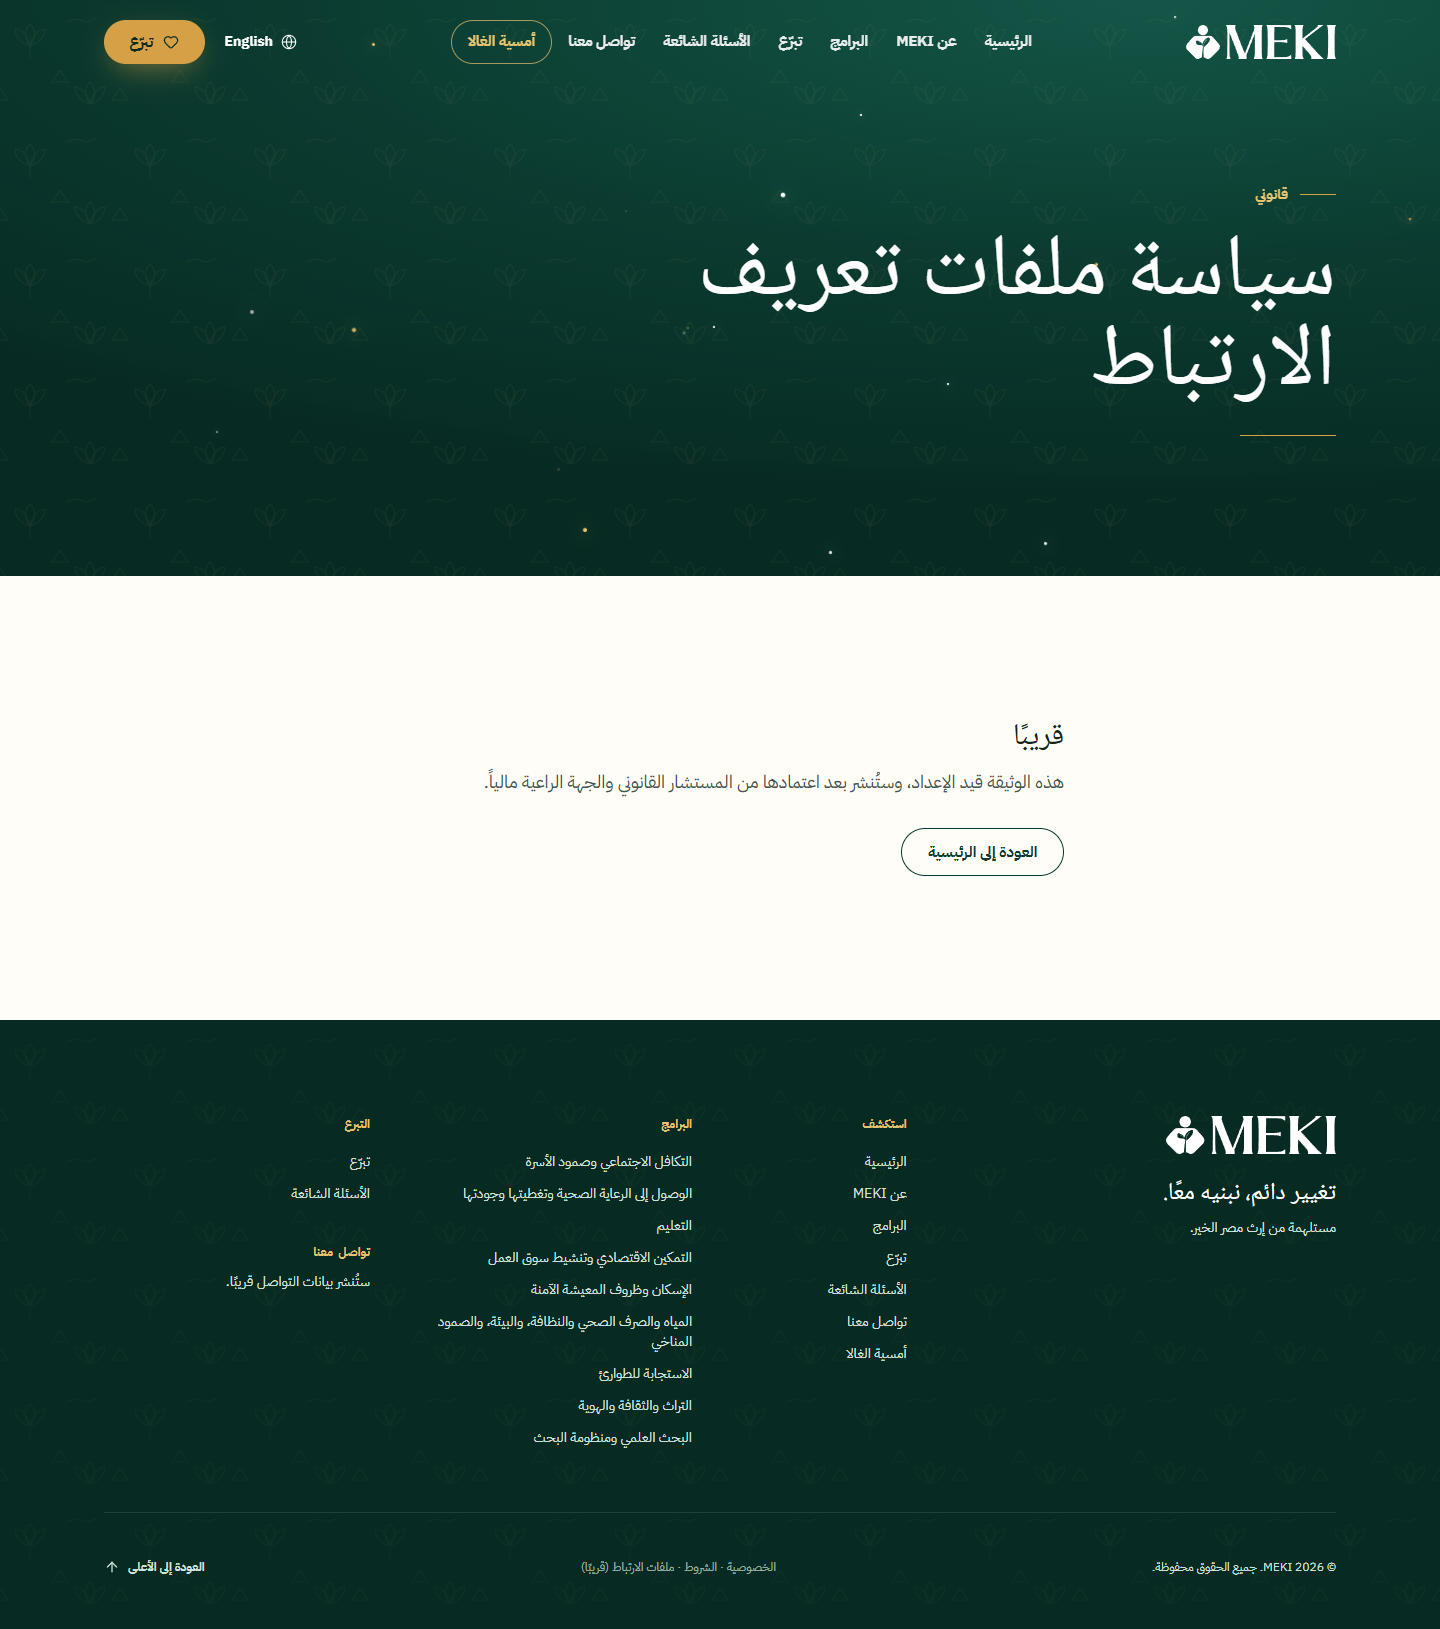 MEKI
الرئيسية
عن MEKI
البرامج
تبرّع
الأسئلة الشائعة
تواصل معنا
أمسية الغالا
English
تبرّع
قانوني
سياسة ملفات تعريف
الارتباط
قريبًا
هذه الوثيقة قيد الإعداد، وستُنشر بعد اعتمادها من المستشار القانوني والجهة الراعية مالياً.
العودة إلى الرئيسية
MEKI
تغيير دائم، نبنيه معًا.
مستلهمة من إرث مصر الخيّر.
استكشف
الرئيسية
عن MEKI
البرامج
تبرّع
الأسئلة الشائعة
تواصل معنا
أمسية الغالا
البرامج
التكافل الاجتماعي وصمود الأسرة
الوصول إلى الرعاية الصحية وتغطيتها وجودتها
التعليم
التمكين الاقتصادي وتنشيط سوق العمل
الإسكان وظروف المعيشة الآمنة
المياه والصرف الصحي والنظافة، والبيئة، والصمود
المناخي
الاستجابة للطوارئ
التراث والثقافة والهوية
البحث العلمي ومنظومة البحث
التبرع
تبرّع
الأسئلة الشائعة
تواصل معنا
ستُنشر بيانات التواصل قريبًا.
© 2026 MEKI. جميع الحقوق محفوظة.
الخصوصية · الشروط · ملفات الارتباط (قريبًا)
العودة إلى الأعلى